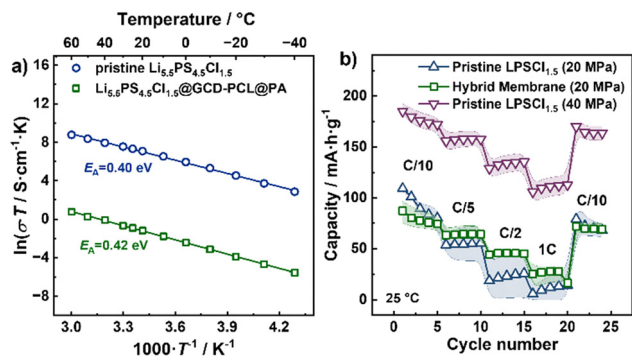 Temperature / °C
60 40 20 0 -20 -40
a)
pristine Li5.5PS4.5Cl1.5
Li5.5PS4.5Cl1.5@GCD-PCL@PA
16
12
8
4
0
-4
-8
EA=0.40 eV
EA=0.42 eV
ln(σT / S·cm-1·K)
3.0 3.3 3.6 3.9 4.2
1000·T-1 / K-1
b)
Pristine LPSCl1.5 (20 MPa)
Hybrid Membrane (20 MPa)
Pristine LPSCl1.5 (40 MPa)
250
200
150
100
50
0
C/10
C/5
C/2
1C
C/10
25 °C
Capacity / mA·h·g-1
0 5 10 15 20 25
Cycle number